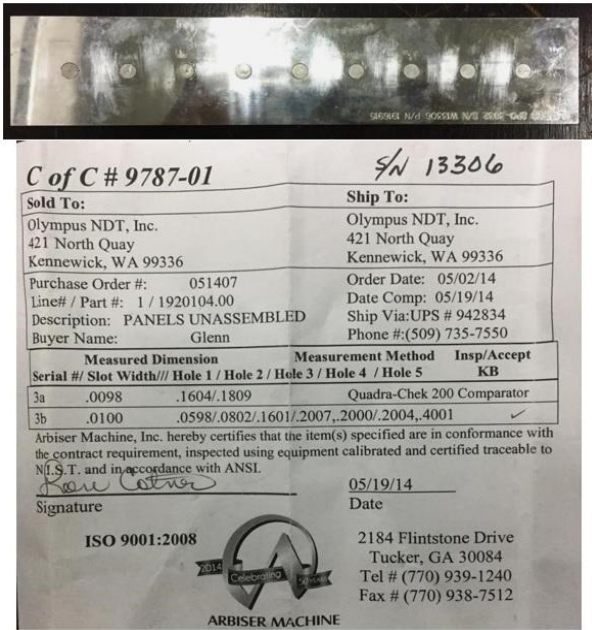 C of C # 9787-01
S/N 13306
Sold To:
Ship To:
Olympus NDT, Inc.
421 North Quay
Kennewick, WA 99336
Olympus NDT, Inc.
421 North Quay
Kennewick, WA 99336
Purchase Order #: 051407
Line# / Part #: 1 / 1920104.00
Description: PANELS UNASSEMBLED
Buyer Name: Glenn
Order Date: 05/02/14
Date Comp: 05/19/14
Ship Via:UPS # 942834
Phone #:(509) 735-7550
Measured Dimension Measurement Method Insp/Accept
Serial #/ Slot Width/// Hole 1 / Hole 2 / Hole 3 / Hole 4 / Hole 5 KB
3a .0098 .1604/.1809 Quadra-Chek 200 Comparator
3b .0100 .0598/.0802/.1601/.2007,.2000/.2004,.4001 ✓
Arbiser Machine, Inc. hereby certifies that the item(s) specified are in conformance with
the contract requirement, inspected using equipment calibrated and certified traceable to
N.I.S.T. and in accordance with ANSI.
05/19/14
Signature
Date
ISO 9001:2008
2014
Celebrating
ARBISER MACHINE
2184 Flintstone Drive
Tucker, GA 30084
Tel # (770) 939-1240
Fax # (770) 938-7512